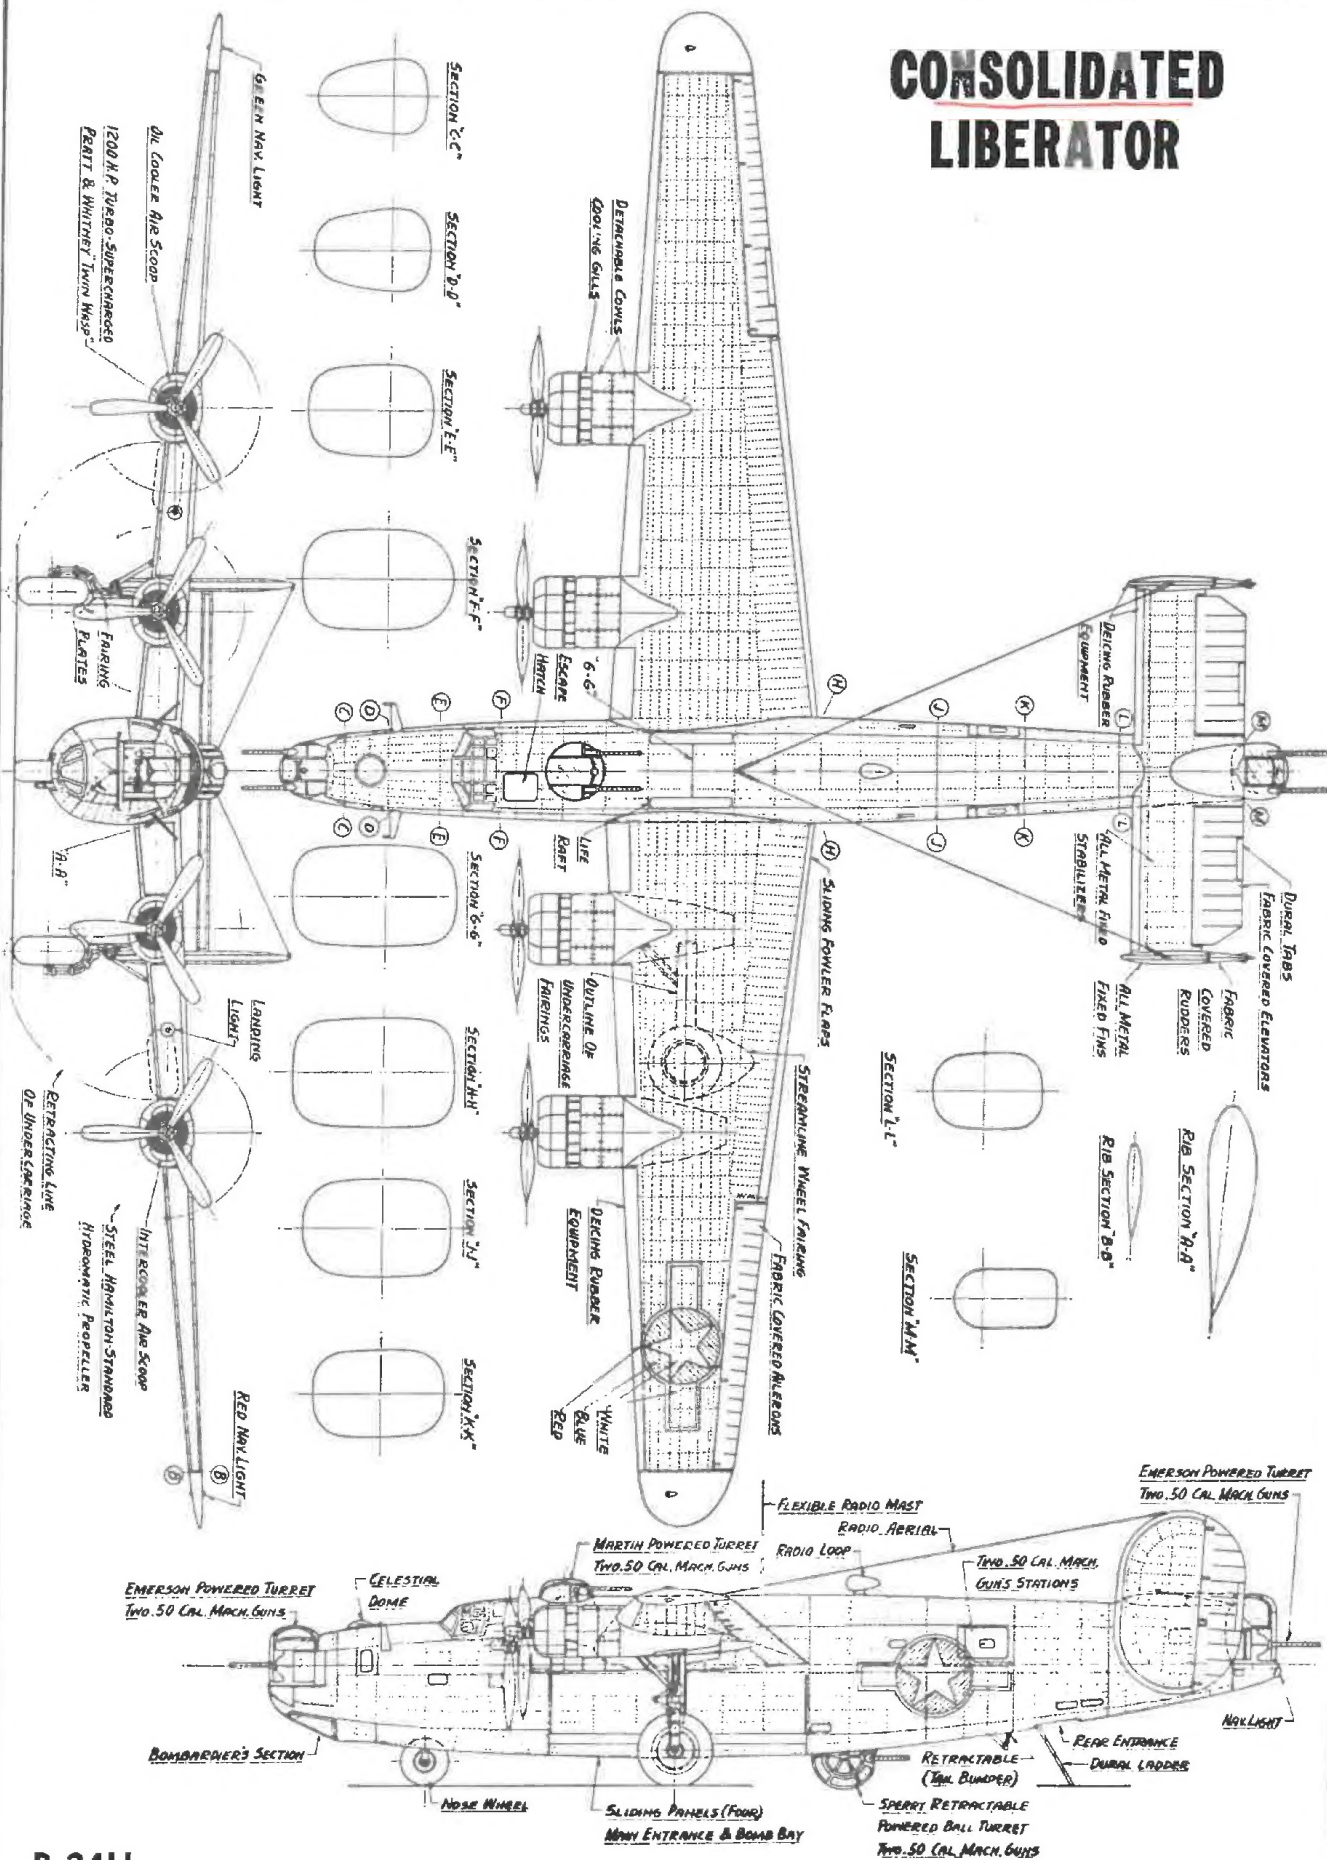 CONSOLIDATED
LIBERATOR
GREEN NAV. LIGHT
OIL COOLER AIR SCOOP
1200 H.P. TURBO-SUPERCHARGED
PRATT & WHITNEY "TWIN WASP"
SECTION "C-C"
SECTION "D-D"
SECTION "E-E"
SECTION "F-F"
DETACHABLE COWLS
COOLING GILLS
FAIRING
PLATES
"A-A"
"G-G"
ESCAPE
HATCH
C
D
E
F
H
J
K
L
M
C
D
E
F
H
J
K
L
M
LIFE
RAFT
DEICING RUBBER
EQUIPMENT
ALL METAL FIXED
STABILIZERS
SLIDING FOWLER FLAPS
DURAL TABS
FABRIC COVERED ELEVATORS
FABRIC
COVERED
RUDDERS
ALL METAL
FIXED FINS
SECTION "G-G"
SECTION "H-H"
SECTION "J-J"
SECTION "K-K"
SECTION "L-L"
SECTION "M-M"
RIB SECTION "A-A"
RIB SECTION "B-B"
OUTLINE OF
UNDERCARRIAGE
FAIRINGS
STREAMLINE WHEEL FAIRING
LANDING
LIGHT
RETRACTING LINE
OF UNDERCARRIAGE
INTERCOOLER AIR SCOOP
STEEL HAMILTON-STANDARD
HYDROMATIC PROPELLER
DEICING RUBBER
EQUIPMENT
FABRIC COVERED AILERONS
WHITE
BLUE
RED
RED NAV. LIGHT
B
B
FLEXIBLE RADIO MAST
RADIO AERIAL
RADIO LOOP
EMERSON POWERED TURRET
TWO .50 CAL. MACH. GUNS
MARTIN POWERED TURRET
TWO .50 CAL. MACH. GUNS
TWO .50 CAL. MACH.
GUN'S STATIONS
CELESTIAL
DOME
EMERSON POWERED TURRET
TWO .50 CAL. MACH. GUNS
BOMBARDIER'S SECTION
NOSE WHEEL
SLIDING PANELS (FOUR)
MAIN ENTRANCE & BOMB BAY
RETRACTABLE
(TAIL BUMPER)
SPERRY RETRACTABLE
POWERED BALL TURRET
TWO .50 CAL. MACH. GUNS
REAR ENTRANCE
DURAL LADDER
NAV. LIGHT